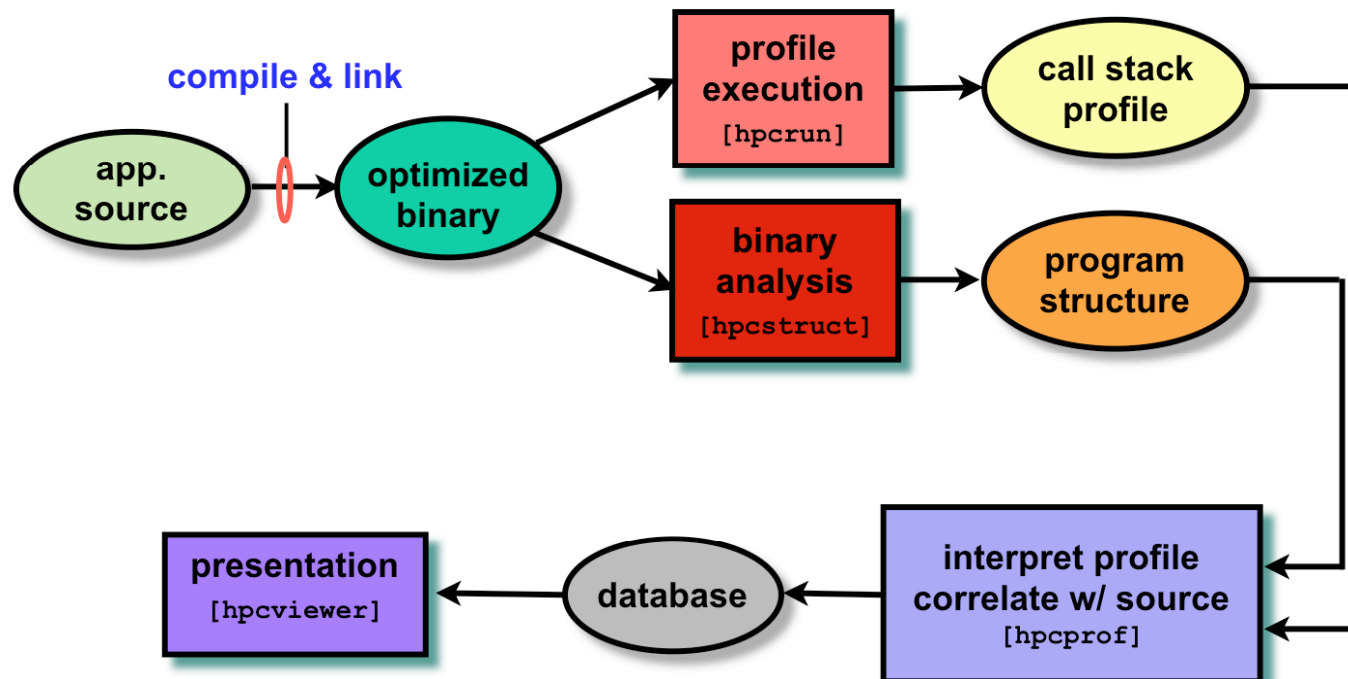 compile & link
app.
source
optimized
binary
profile
execution
[hpcrun]
call stack
profile
binary
analysis
[hpcstruct]
program
structure
presentation
[hpcviewer]
database
interpret profile
correlate w/ source
[hpcprof]